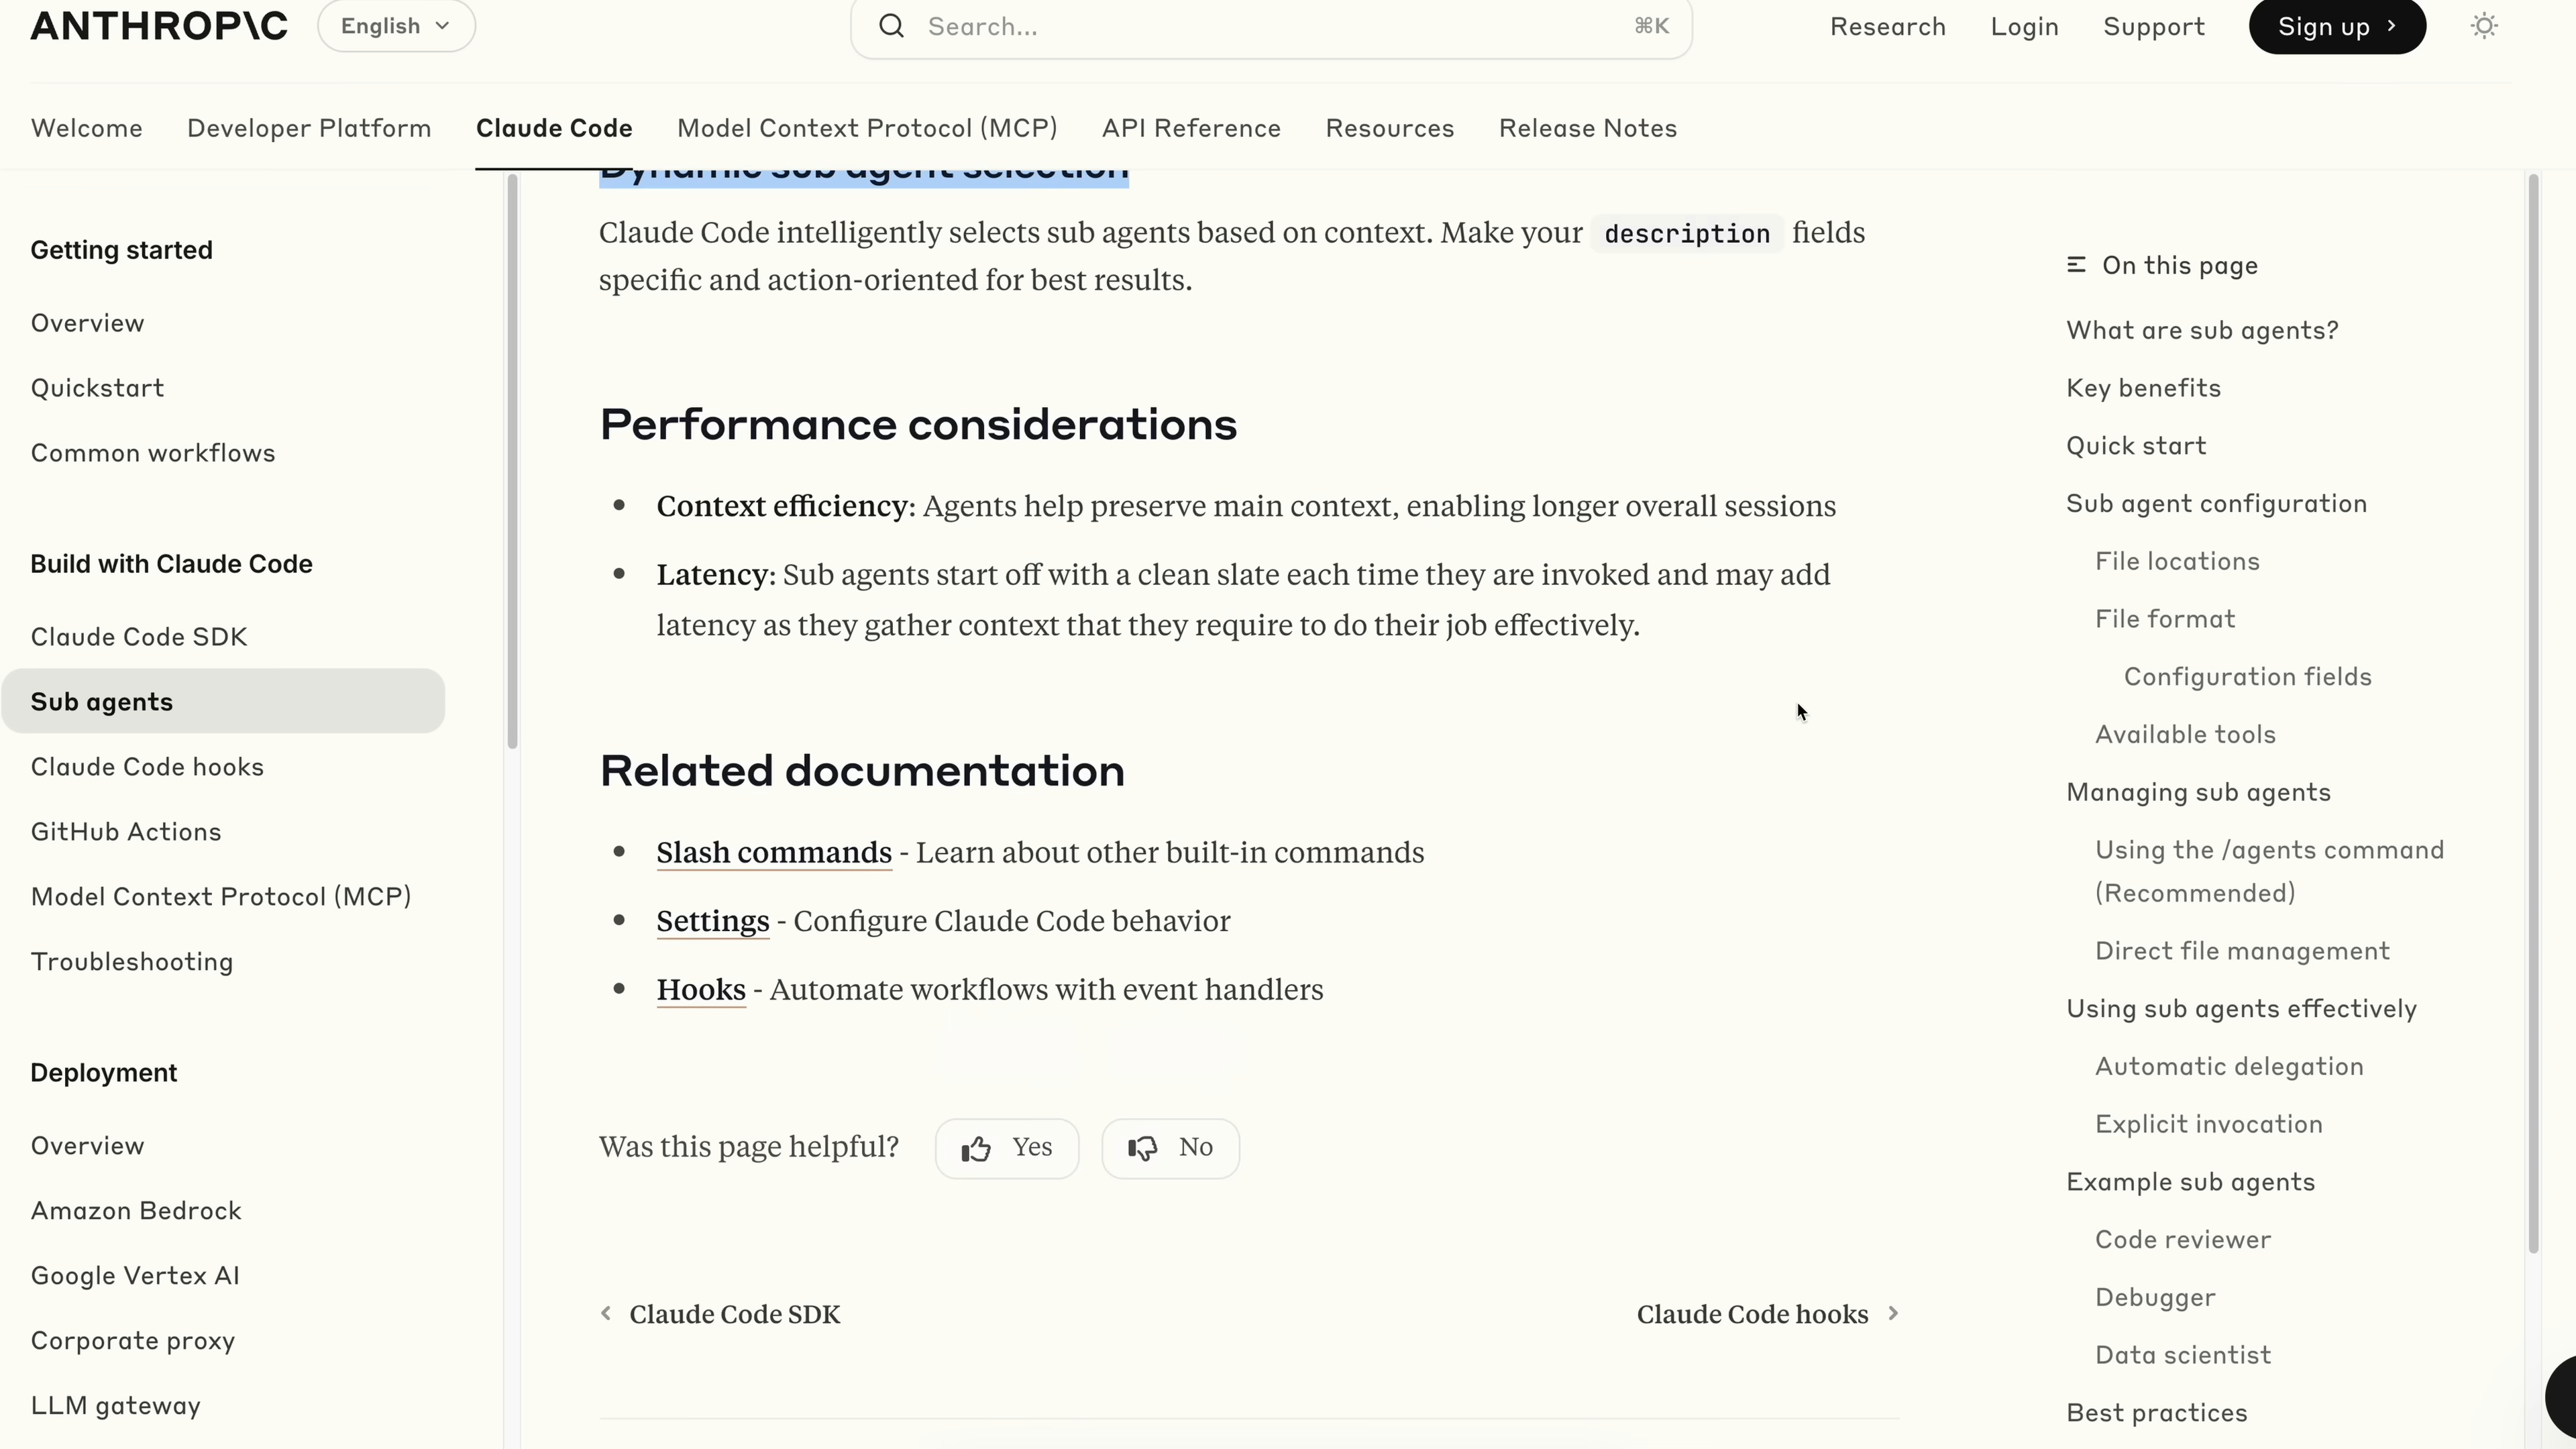 ANTHROP\C
English
Search...
⌘K
Research
Login
Support
Sign up
Welcome
Developer Platform
Claude Code
Model Context Protocol (MCP)
API Reference
Resources
Release Notes
Getting started
Overview
Quickstart
Common workflows
Build with Claude Code
Claude Code SDK
Sub agents
Claude Code hooks
GitHub Actions
Model Context Protocol (MCP)
Troubleshooting
Deployment
Overview
Amazon Bedrock
Google Vertex AI
Corporate proxy
LLM gateway
Dynamic sub agent selection
Claude Code intelligently selects sub agents based on context. Make your description fields
specific and action-oriented for best results.
Performance considerations
• Context efficiency: Agents help preserve main context, enabling longer overall sessions
• Latency: Sub agents start off with a clean slate each time they are invoked and may add
latency as they gather context that they require to do their job effectively.
Related documentation
• Slash commands - Learn about other built-in commands
• Settings - Configure Claude Code behavior
• Hooks - Automate workflows with event handlers
Was this page helpful?
Yes
No
Claude Code SDK
Claude Code hooks
On this page
What are sub agents?
Key benefits
Quick start
Sub agent configuration
File locations
File format
Configuration fields
Available tools
Managing sub agents
Using the /agents command
(Recommended)
Direct file management
Using sub agents effectively
Automatic delegation
Explicit invocation
Example sub agents
Code reviewer
Debugger
Data scientist
Best practices